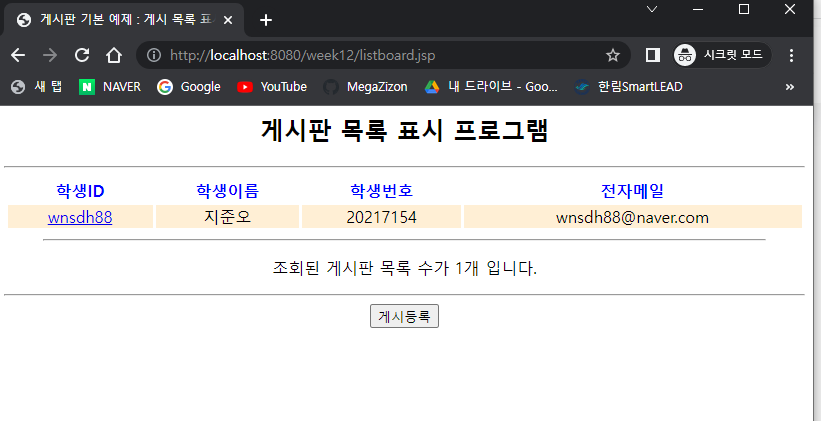 게시판 기본 예제 : 게시 목록 표
http://localhost:8080/week12/listboard.jsp
시크릿 모드
새 탭
NAVER
Google
YouTube
MegaZizon
내 드라이브 - Goo...
한림SmartLEAD
게시판 목록 표시 프로그램
학생ID 학생이름 학생번호 전자메일
wnsdh88 지준오 20217154 wnsdh88@naver.com
조회된 게시판 목록 수가 1개 입니다.
게시등록